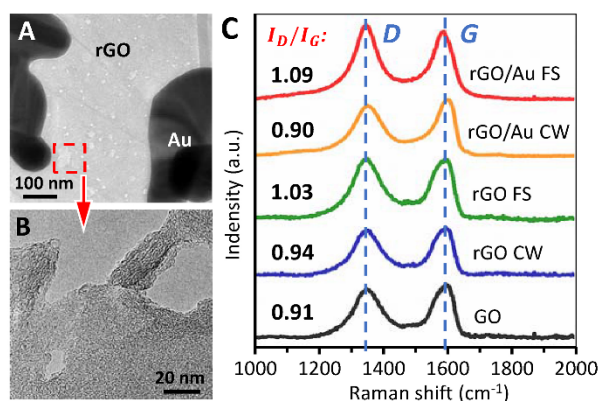 A
rGO
Au
100 nm
B
20 nm
C
I_D/I_G:
D
G
1.09
rGO/Au FS
0.90
rGO/Au CW
1.03
rGO FS
0.94
rGO CW
0.91
GO
Indensity (a.u.)
1000 1200 1400 1600 1800 2000
Raman shift (cm⁻¹)